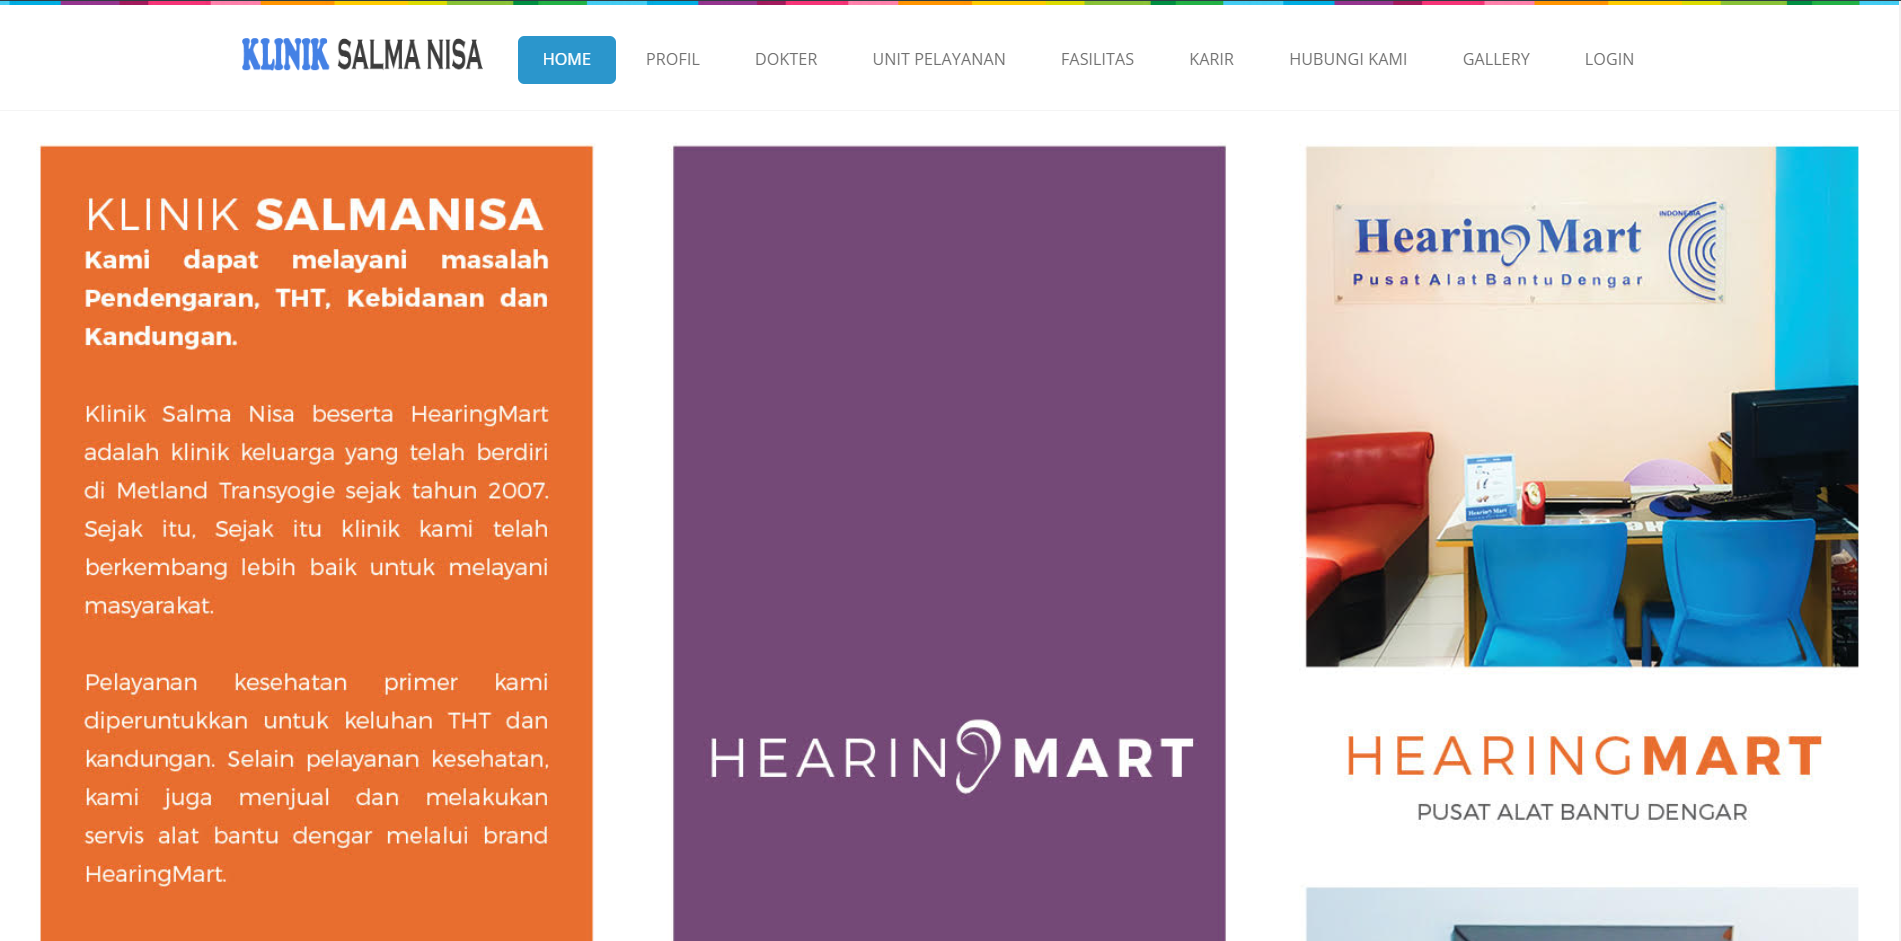 KLINIK SALMA NISA
HOME
PROFIL
DOKTER
UNIT PELAYANAN
FASILITAS
KARIR
HUBUNGI KAMI
GALLERY
LOGIN
KLINIK SALMANISA
Kami dapat melayani masalah
Pendengaran, THT, Kebidanan dan
Kandungan.
Klinik Salma Nisa beserta HearingMart
adalah klinik keluarga yang telah berdiri
di Metland Transyogie sejak tahun 2007.
Sejak itu, Sejak itu klinik kami telah
berkembang lebih baik untuk melayani
masyarakat.
Pelayanan kesehatan primer kami
diperuntukkan untuk keluhan THT dan
kandungan. Selain pelayanan kesehatan,
kami juga menjual dan melakukan
servis alat bantu dengar melalui brand
HearingMart.
HEARINGMART
INDONESIA
Hearing Mart
Pusat Alat Bantu Dengar
Hearing Mart
HEARINGMART
PUSAT ALAT BANTU DENGAR